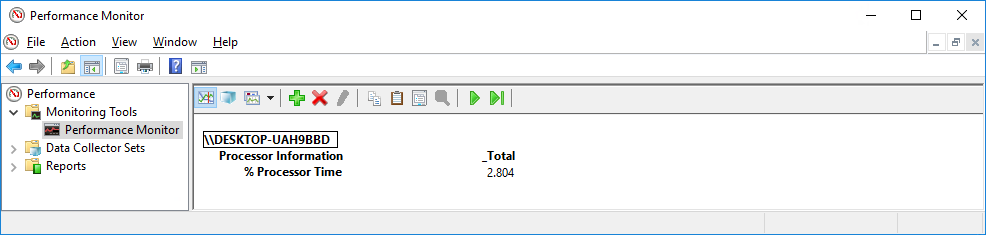 Performance Monitor
File Action View Window Help
Performance
Monitoring Tools
Performance Monitor
Data Collector Sets
Reports
\\DESKTOP-UAH9BBD
Processor Information _Total
% Processor Time 2.804